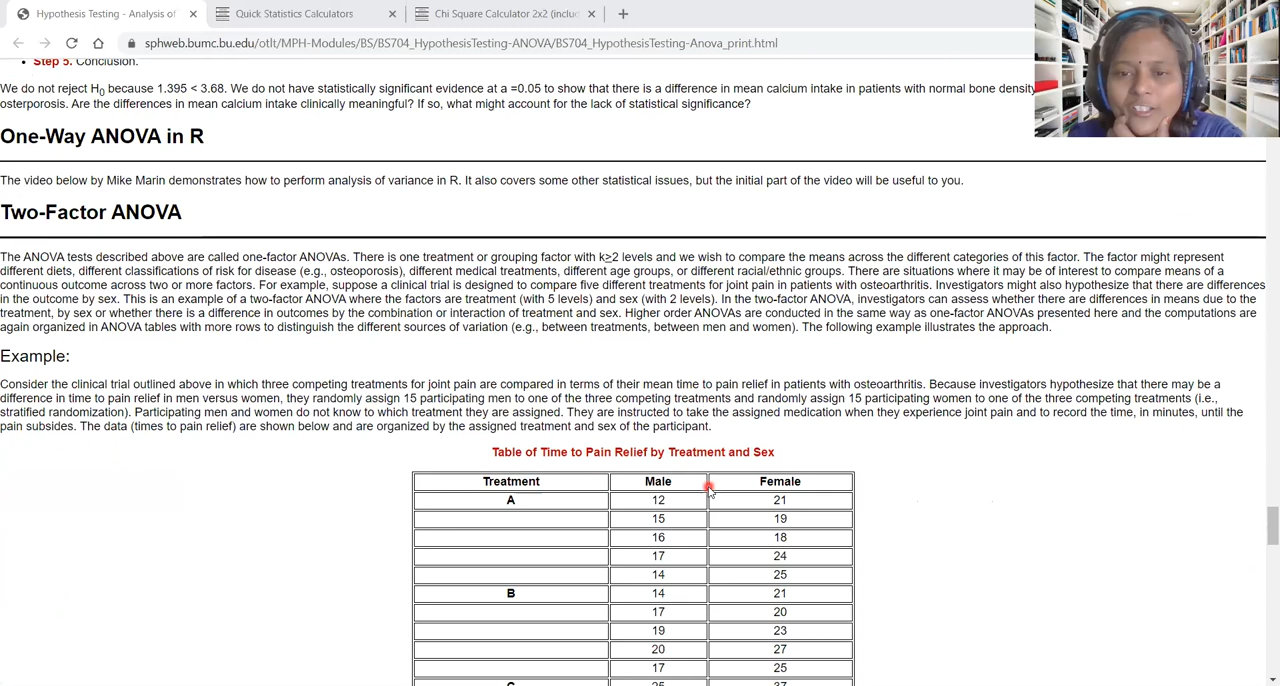 Hypothesis Testing - Analysis of
Quick Statistics Calculators
Chi Square Calculator 2x2 (includ
sphweb.bumc.bu.edu/otlt/MPH-Modules/BS/BS704_HypothesisTesting-ANOVA/BS704_HypothesisTesting-Anova_print.html
• Step 5. Conclusion.
We do not reject H0 because 1.395 < 3.68. We do not have statistically significant evidence at a =0.05 to show that there is a difference in mean calcium intake in patients with normal bone density
osterporosis. Are the differences in mean calcium intake clinically meaningful? If so, what might account for the lack of statistical significance?
One-Way ANOVA in R
The video below by Mike Marin demonstrates how to perform analysis of variance in R. It also covers some other statistical issues, but the initial part of the video will be useful to you.
Two-Factor ANOVA
The ANOVA tests described above are called one-factor ANOVAs. There is one treatment or grouping factor with k≥2 levels and we wish to compare the means across the different categories of this factor. The factor might represent
different diets, different classifications of risk for disease (e.g., osteoporosis), different medical treatments, different age groups, or different racial/ethnic groups. There are situations where it may be of interest to compare means of a
continuous outcome across two or more factors. For example, suppose a clinical trial is designed to compare five different treatments for joint pain in patients with osteoarthritis. Investigators might also hypothesize that there are differences
in the outcome by sex. This is an example of a two-factor ANOVA where the factors are treatment (with 5 levels) and sex (with 2 levels). In the two-factor ANOVA, investigators can assess whether there are differences in means due to the
treatment, by sex or whether there is a difference in outcomes by the combination or interaction of treatment and sex. Higher order ANOVAs are conducted in the same way as one-factor ANOVAs presented here and the computations are
again organized in ANOVA tables with more rows to distinguish the different sources of variation (e.g., between treatments, between men and women). The following example illustrates the approach.
Example:
Consider the clinical trial outlined above in which three competing treatments for joint pain are compared in terms of their mean time to pain relief in patients with osteoarthritis. Because investigators hypothesize that there may be a
difference in time to pain relief in men versus women, they randomly assign 15 participating men to one of the three competing treatments and randomly assign 15 participating women to one of the three competing treatments (i.e.,
stratified randomization). Participating men and women do not know to which treatment they are assigned. They are instructed to take the assigned medication when they experience joint pain and to record the time, in minutes, until the
pain subsides. The data (times to pain relief) are shown below and are organized by the assigned treatment and sex of the participant.
Table of Time to Pain Relief by Treatment and Sex
Treatment Male Female
A 12 21
15 19
16 18
17 24
14 25
B 14 21
17 20
19 23
20 27
17 25
C 25 37